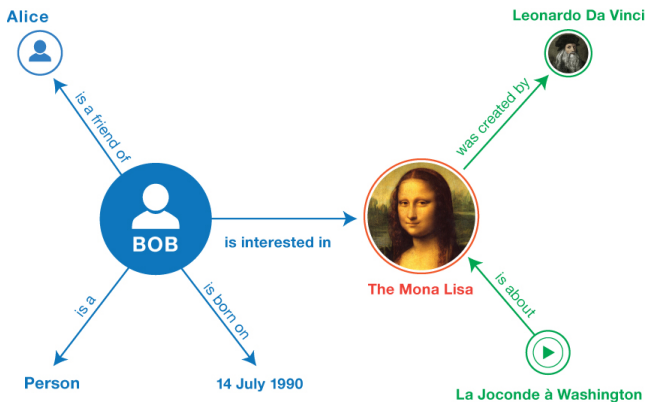 Alice
Leonardo Da Vinci
is a friend of
was created by
BOB
is interested in
The Mona Lisa
is a
is born on
is about
Person
14 July 1990
La Joconde à Washington